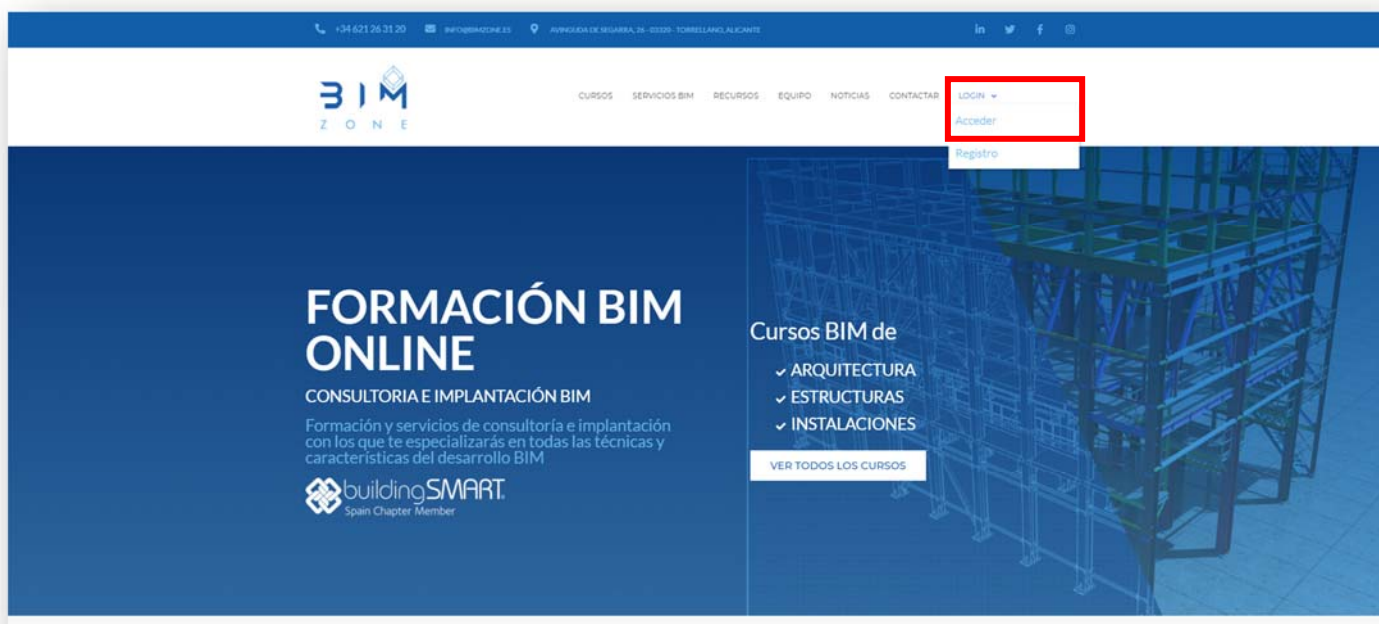 +34 621 26 31 20 INFO@BIMZONE.ES AVINGUDA DE SEGARRA, 26 - 03320 - TORRELLANO, ALICANTE
BIM
ZONE
CURSOS SERVICIOS BIM RECURSOS EQUIPO NOTICIAS CONTACTAR LOGIN
Acceder
Registro
FORMACIÓN BIM
ONLINE
CONSULTORIA E IMPLANTACIÓN BIM
Formación y servicios de consultoría e implantación
con los que te especializarás en todas las técnicas y
características del desarrollo BIM
buildingSMART
Spain Chapter Member
Cursos BIM de
ARQUITECTURA
ESTRUCTURAS
INSTALACIONES
VER TODOS LOS CURSOS